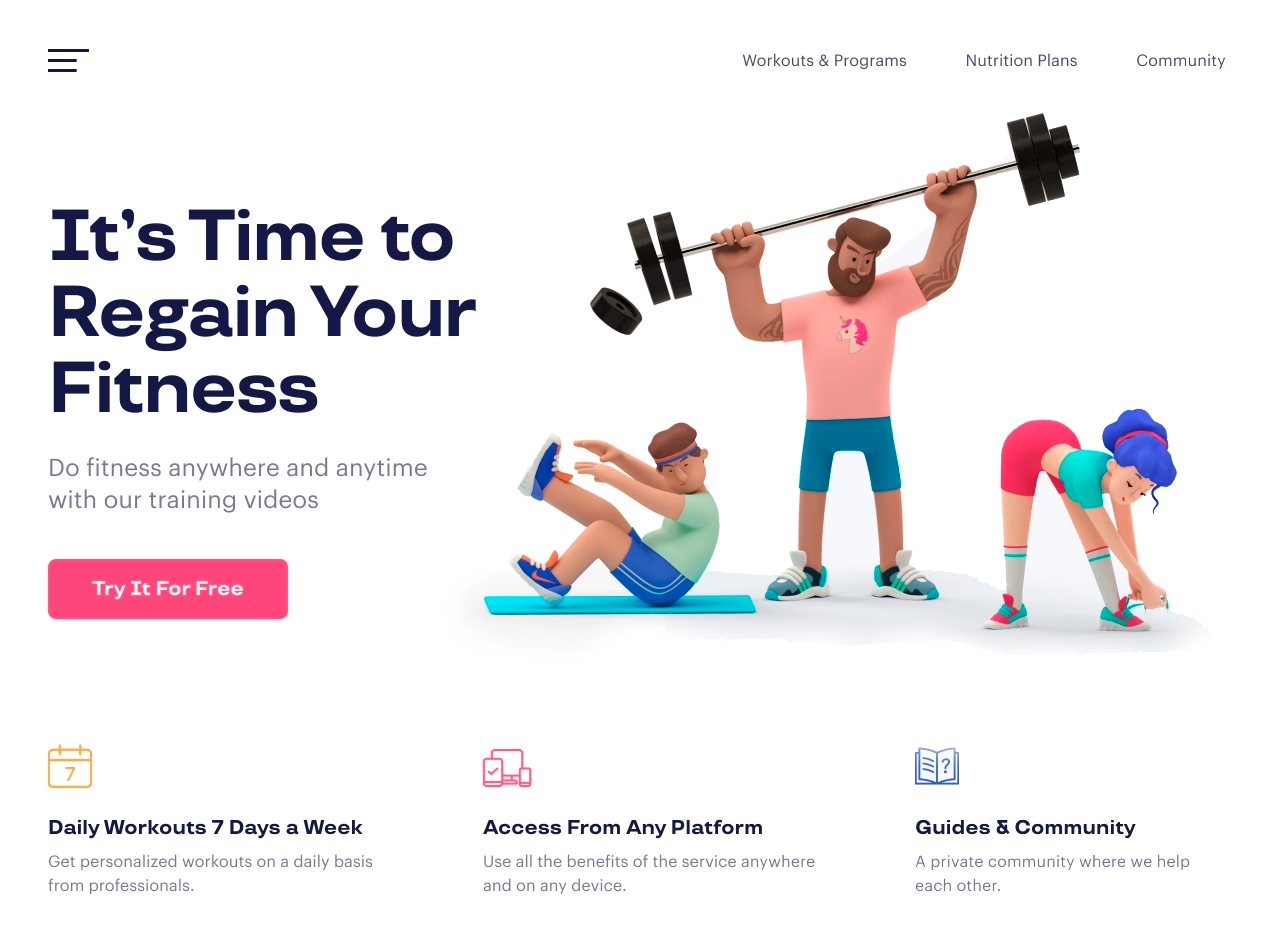 Workouts & Programs
Nutrition Plans
Community
It’s Time to
Regain Your
Fitness
Do fitness anywhere and anytime
with our training videos
Try It For Free
7
Daily Workouts 7 Days a Week
Get personalized workouts on a daily basis
from professionals.
Access From Any Platform
Use all the benefits of the service anywhere
and on any device.
?
Guides & Community
A private community where we help
each other.